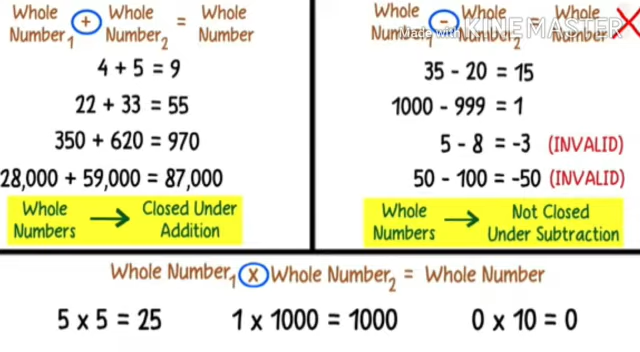 Whole Number₁ + Whole Number₂ = Whole Number
4 + 5 = 9
22 + 33 = 55
350 + 620 = 970
28,000 + 59,000 = 87,000
Whole Numbers → Closed Under Addition
Whole Number₁ - Whole Number₂ = Whole Number X
Made with KINEMASTER
35 - 20 = 15
1000 - 999 = 1
5 - 8 = -3 (INVALID)
50 - 100 = -50 (INVALID)
Whole Numbers → Not Closed Under Subtraction
Whole Number₁ x Whole Number₂ = Whole Number
5 x 5 = 25
1 x 1000 = 1000
0 x 10 = 0